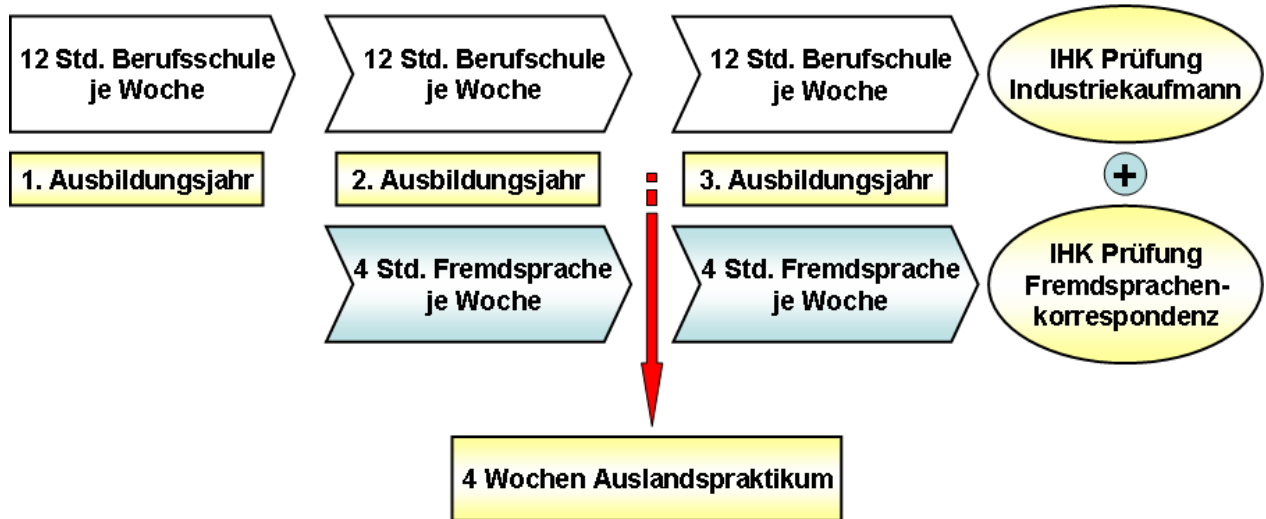 12 Std. Berufsschule
je Woche
12 Std. Berufschule
je Woche
12 Std. Berufschule
je Woche
IHK Prüfung
Industriekaufmann
1. Ausbildungsjahr
2. Ausbildungsjahr
3. Ausbildungsjahr
+
4 Std. Fremdsprache
je Woche
4 Std. Fremdsprache
je Woche
IHK Prüfung
Fremdsprachen-
korrespondenz
4 Wochen Auslandspraktikum